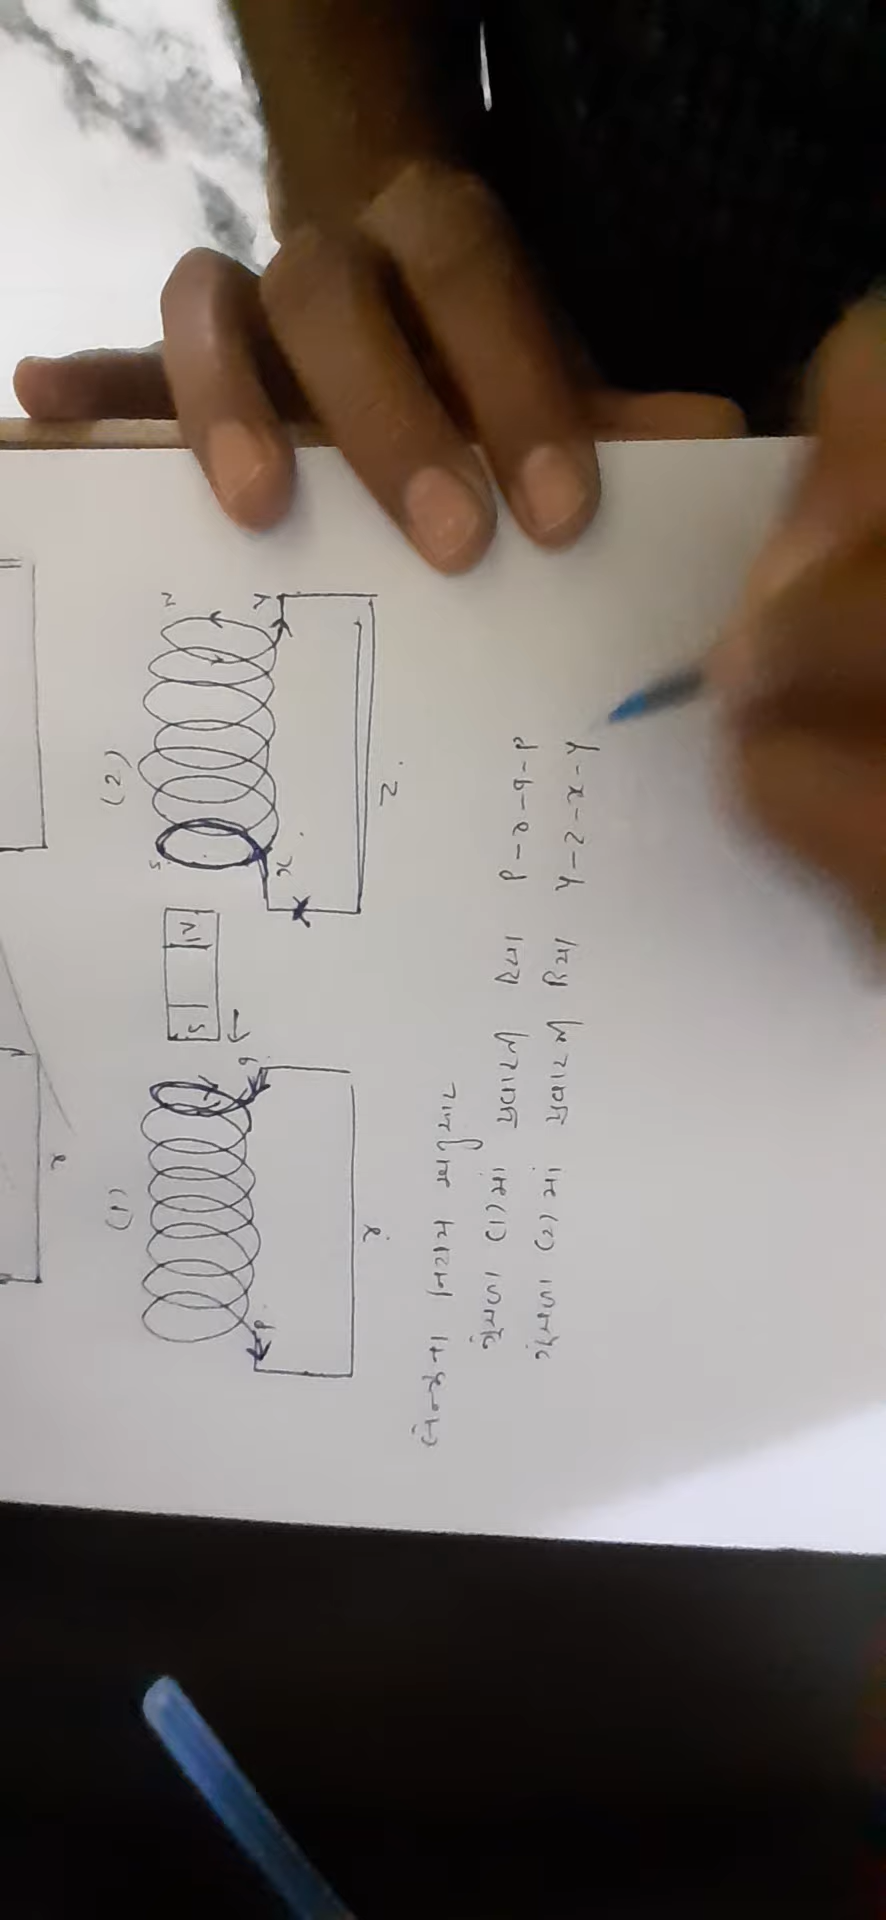 (1)
(2)
S
N
S
N
q
x
Y
P
r
Z
લેન્ઝના નિયમ અનુસાર
ગૂંચળા (1) માં પ્રવાહની દિશા P-r-q-P
ગૂંચળા (2) માં પ્રવાહની દિશા Y-Z-x-Y
r